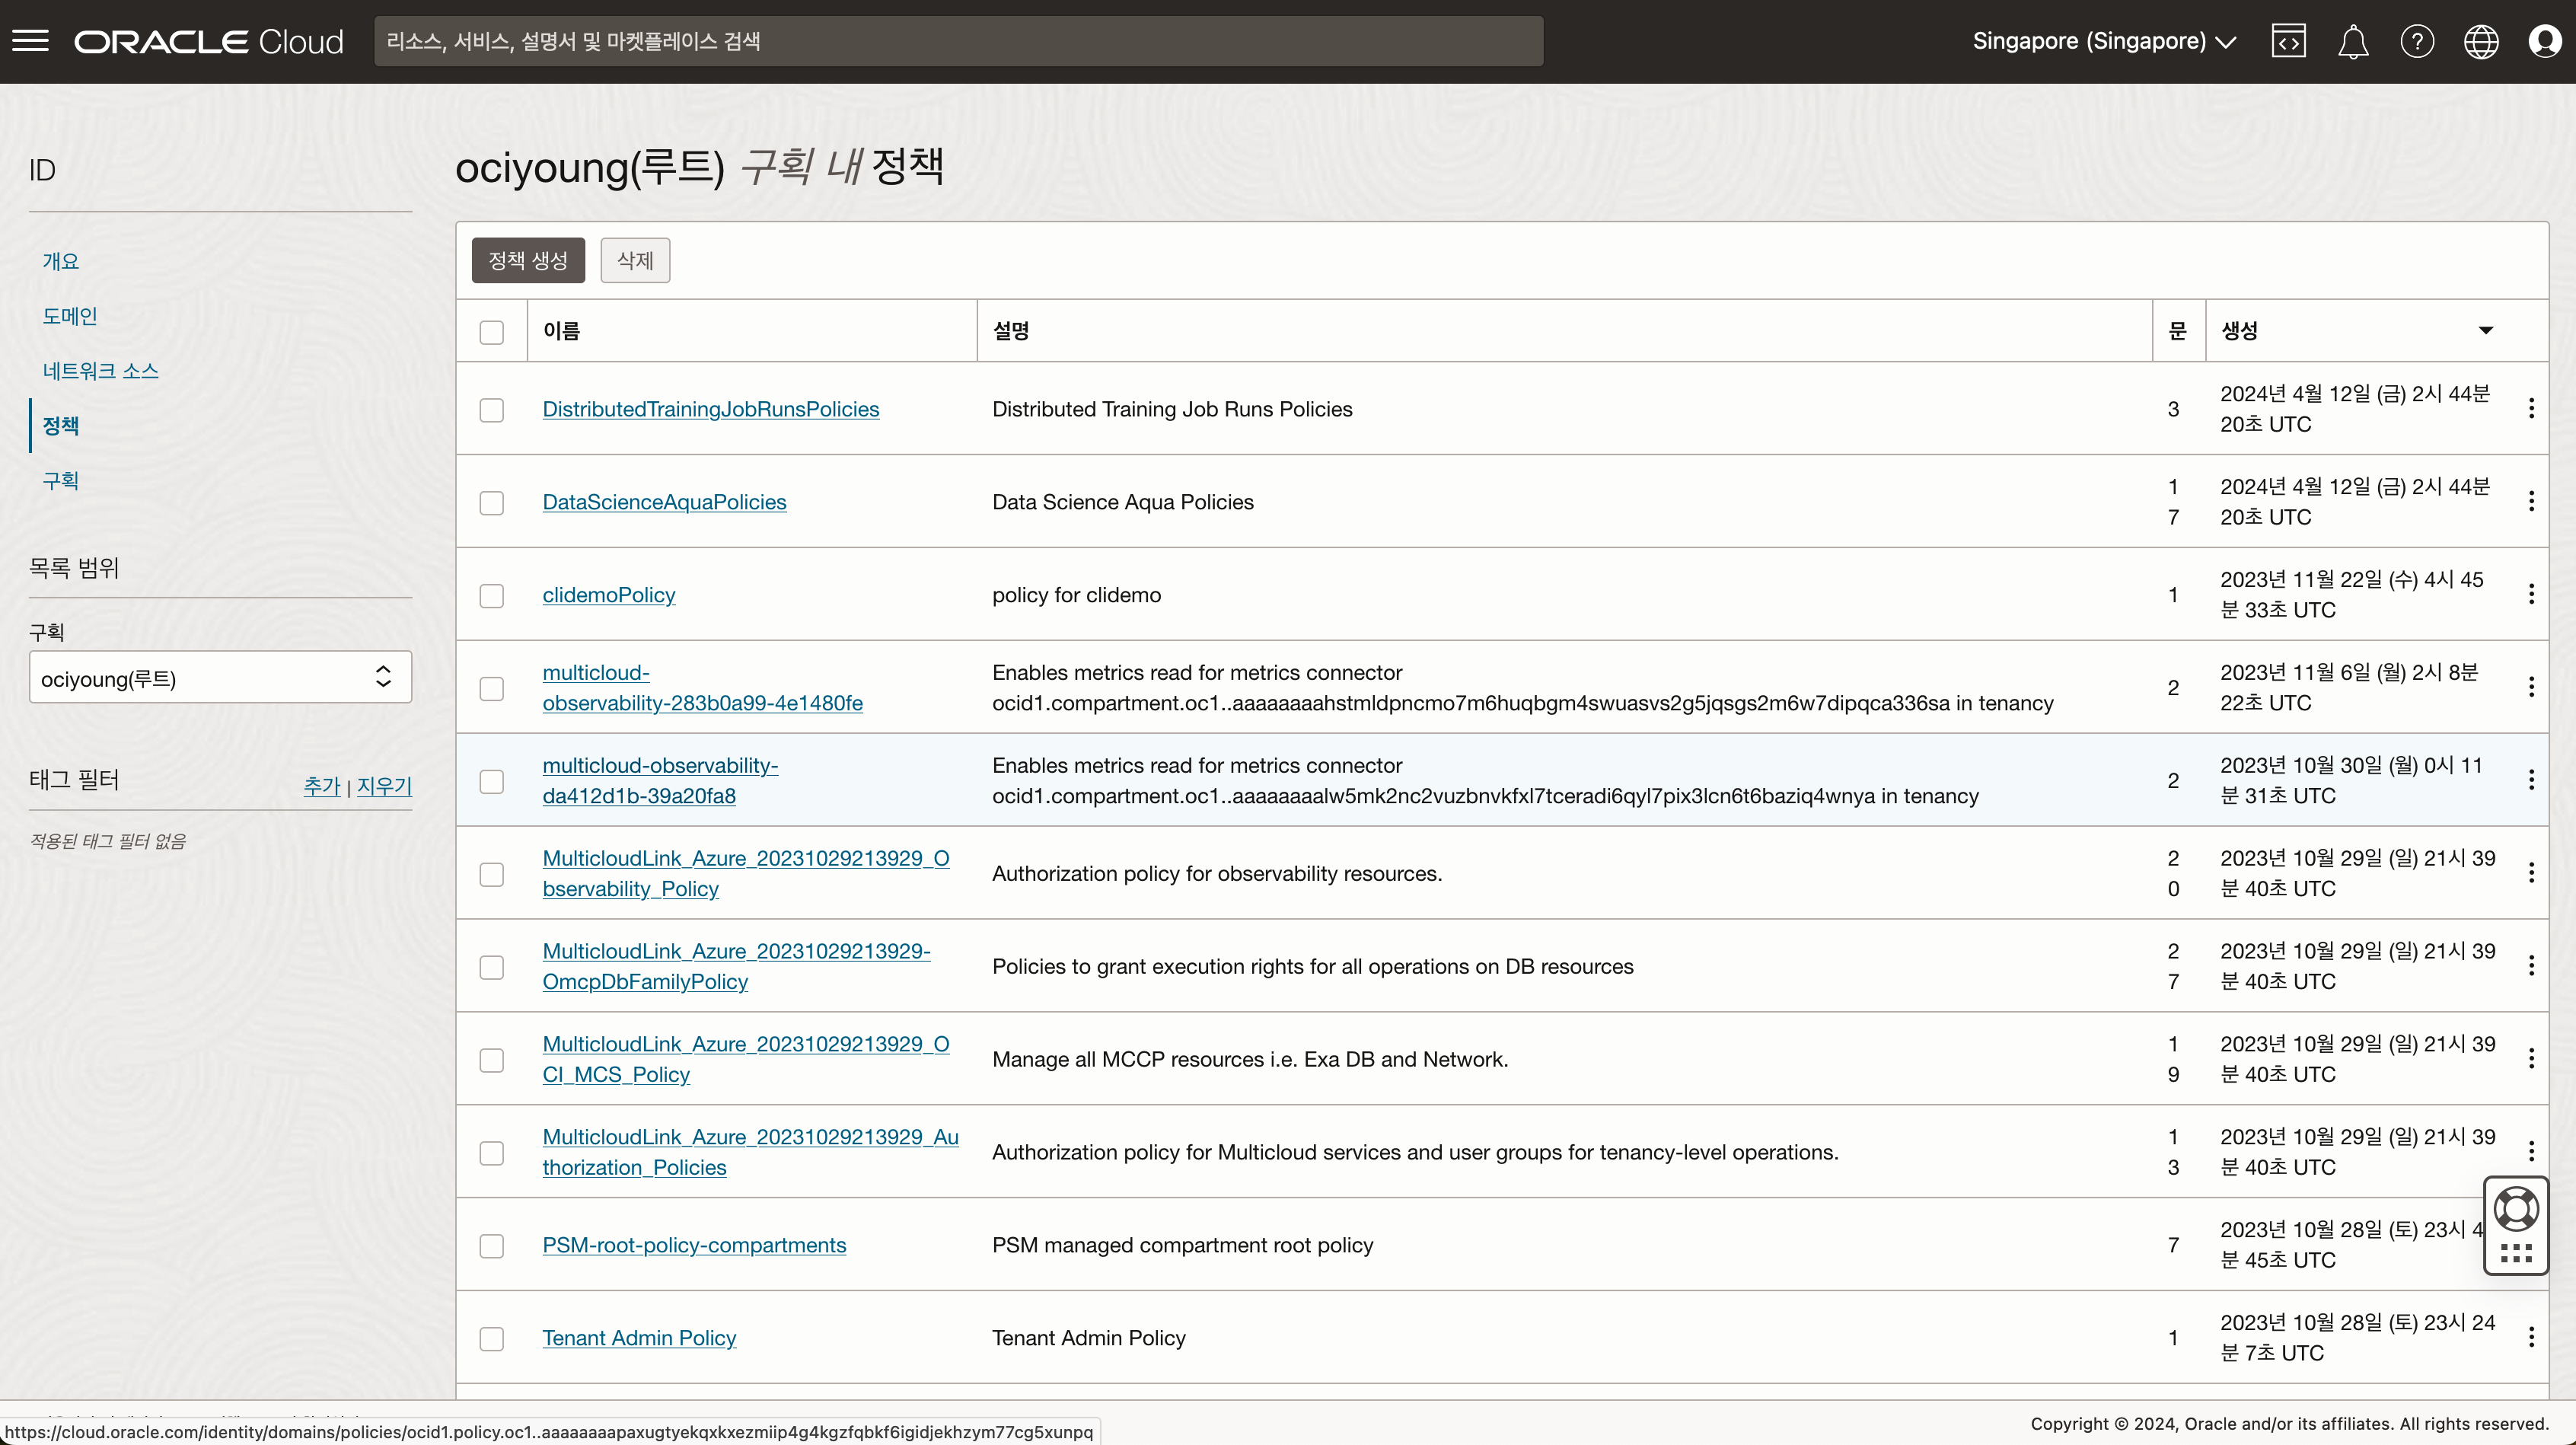 ORACLE Cloud
리소스, 서비스, 설명서 및 마켓플레이스 검색
Singapore (Singapore)
ID
개요
도메인
네트워크 소스
정책
구획
목록 범위
구획
ociyoung(루트)
태그 필터
추가 | 지우기
적용된 태그 필터 없음
ociyoung(루트) 구획 내 정책
정책 생성
삭제
이름 설명 문 생성
DistributedTrainingJobRunsPolicies Distributed Training Job Runs Policies 3 2024년 4월 12일 (금) 2시 44분
20초 UTC
DataScienceAquaPolicies Data Science Aqua Policies 1 2024년 4월 12일 (금) 2시 44분
7 20초 UTC
clidemoPolicy policy for clidemo 1 2023년 11월 22일 (수) 4시 45
분 33초 UTC
multicloud- Enables metrics read for metrics connector 2 2023년 11월 6일 (월) 2시 8분
observability-283b0a99-4e1480fe ocid1.compartment.oc1..aaaaaaaahstmldpncmo7m6huqbgm4swuasvs2g5jqsgs2m6w7dipqca336sa in tenancy 22초 UTC
multicloud-observability- Enables metrics read for metrics connector 2 2023년 10월 30일 (월) 0시 11
da412d1b-39a20fa8 ocid1.compartment.oc1..aaaaaaaalw5mk2nc2vuzbnvkfxl7tceradi6qyl7pix3lcn6t6baziq4wnya in tenancy 분 31초 UTC
MulticloudLink_Azure_20231029213929_O Authorization policy for observability resources. 2 2023년 10월 29일 (일) 21시 39
bservability_Policy 0 분 40초 UTC
MulticloudLink_Azure_20231029213929- Policies to grant execution rights for all operations on DB resources 2 2023년 10월 29일 (일) 21시 39
OmcpDbFamilyPolicy 7 분 40초 UTC
MulticloudLink_Azure_20231029213929_O Manage all MCCP resources i.e. Exa DB and Network. 1 2023년 10월 29일 (일) 21시 39
CI_MCS_Policy 9 분 40초 UTC
MulticloudLink_Azure_20231029213929_Au Authorization policy for Multicloud services and user groups for tenancy-level operations. 1 2023년 10월 29일 (일) 21시 39
thorization_Policies 3 분 40초 UTC
PSM-root-policy-compartments PSM managed compartment root policy 7 2023년 10월 28일 (토) 23시 4
분 45초 UTC
Tenant Admin Policy Tenant Admin Policy 1 2023년 10월 28일 (토) 23시 24
분 7초 UTC
Copyright © 2024, Oracle and/or its affiliates. All rights reserved.
https://cloud.oracle.com/identity/domains/policies/ocid1.policy.oc1..aaaaaaaapaxugtyekqxkxezmiip4g4kgzfqbkf6igidjekhzym77cg5xunpq